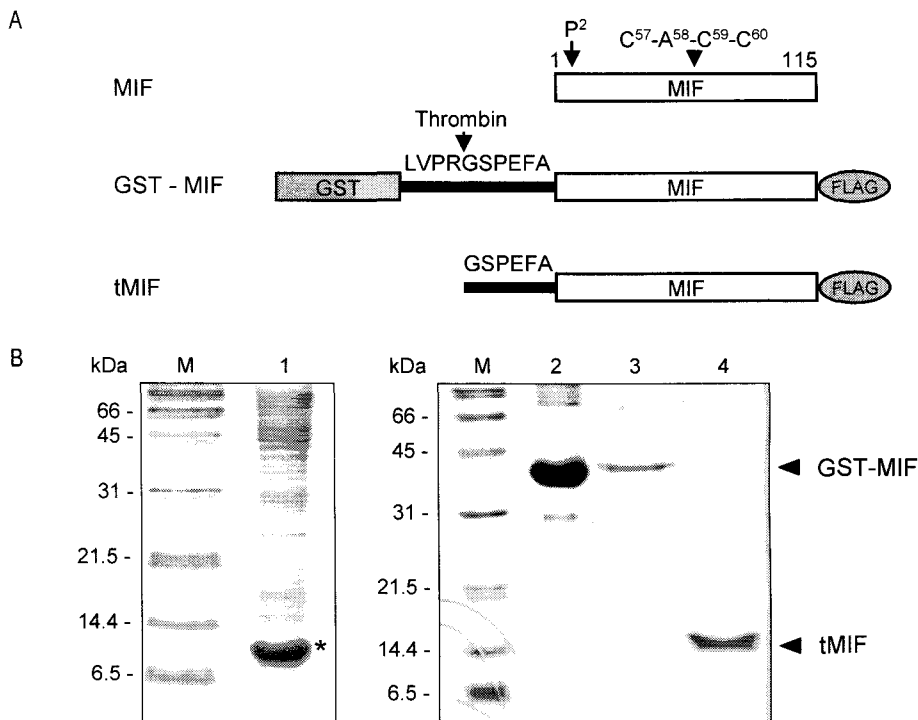 A
P²
C⁵⁷-A⁵⁸-C⁵⁹-C⁶⁰
1 115
MIF MIF
Thrombin
LVPRGSPEFA
GST - MIF GST MIF FLAG
GSPEFA
tMIF MIF FLAG
B
kDa M 1
66 -
45 -
31 -
21.5 -
14.4 -
*
6.5 -
kDa M 2 3 4
66 -
45 -
GST-MIF
31 -
21.5 -
14.4 -
tMIF
6.5 -